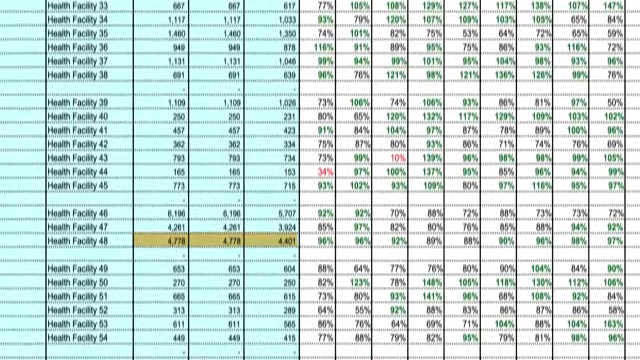 Health Facility 33 667 667 617 77% 105% 108% 129% 127% 117% 138% 107% 147%
Health Facility 34 1,117 1,117 1,033 93% 79% 120% 107% 109% 103% 105% 65% 84%
Health Facility 35 1,460 1,460 1,350 74% 101% 82% 75% 53% 64% 72% 65% 59%
Health Facility 36 949 949 878 116% 91% 89% 95% 75% 86% 93% 116% 72%
Health Facility 37 1,131 1,131 1,046 99% 94% 99% 101% 95% 104% 98% 93% 96%
Health Facility 38 691 691 639 96% 76% 121% 98% 121% 136% 126% 99% 76%
- - -
Health Facility 39 1,109 1,109 1,026 73% 106% 74% 106% 93% 86% 81% 97% 50%
Health Facility 40 250 250 231 80% 65% 120% 132% 117% 129% 109% 103% 102%
Health Facility 41 457 457 423 91% 84% 104% 97% 87% 78% 89% 100% 96%
Health Facility 42 362 362 334 75% 87% 80% 93% 86% 71% 74% 76% 69%
Health Facility 43 793 793 734 73% 99% 10% 139% 96% 98% 98% 99% 105%
Health Facility 44 165 165 153 34% 97% 100% 137% 95% 85% 96% 94% 99%
Health Facility 45 773 773 715 93% 102% 93% 109% 80% 97% 116% 95% 97%
- - -
Health Facility 46 6,196 6,196 5,707 92% 92% 70% 88% 72% 88% 73% 73% 72%
Health Facility 47 4,261 4,261 3,924 85% 97% 82% 80% 76% 85% 88% 94% 92%
Health Facility 48 4,778 4,778 4,401 96% 96% 92% 89% 88% 90% 96% 98% 97%
- - -
Health Facility 49 653 653 604 88% 64% 77% 76% 80% 90% 104% 84% 90%
Health Facility 50 270 270 250 82% 123% 78% 148% 105% 118% 130% 112% 106%
Health Facility 51 665 665 615 73% 80% 93% 141% 96% 68% 108% 92% 84%
Health Facility 52 313 313 289 64% 55% 92% 88% 83% 86% 87% 86% 58%
Health Facility 53 611 611 565 86% 76% 64% 69% 71% 104% 88% 104% 163%
Health Facility 54 449 449 415 77% 88% 79% 82% 95% 79% 81% 98% 96%